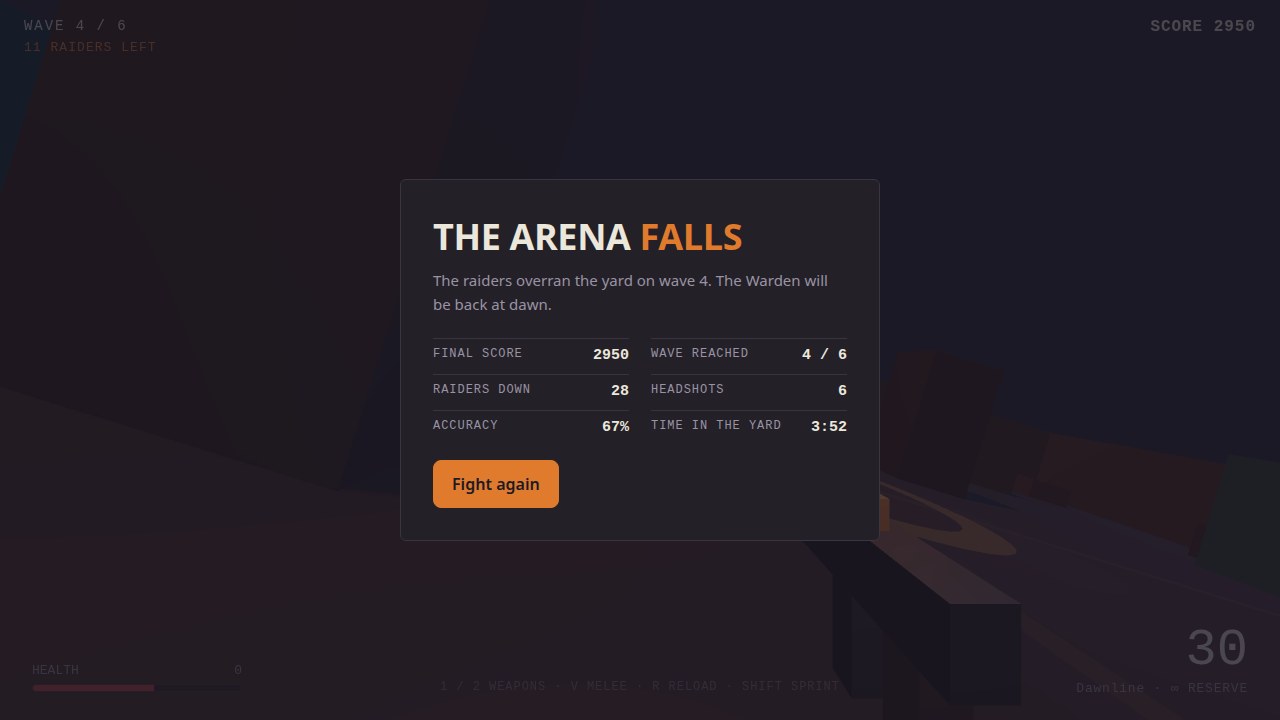 WAVE 4 / 6
11 RAIDERS LEFT
SCORE 2950
THE ARENA FALLS
The raiders overran the yard on wave 4. The Warden will
be back at dawn.
FINAL SCORE 2950
WAVE REACHED 4 / 6
RAIDERS DOWN 28
HEADSHOTS 6
ACCURACY 67%
TIME IN THE YARD 3:52
Fight again
HEALTH 0
1 / 2 WEAPONS · V MELEE · R RELOAD · SHIFT SPRINT
30
Dawnline · ∞ RESERVE